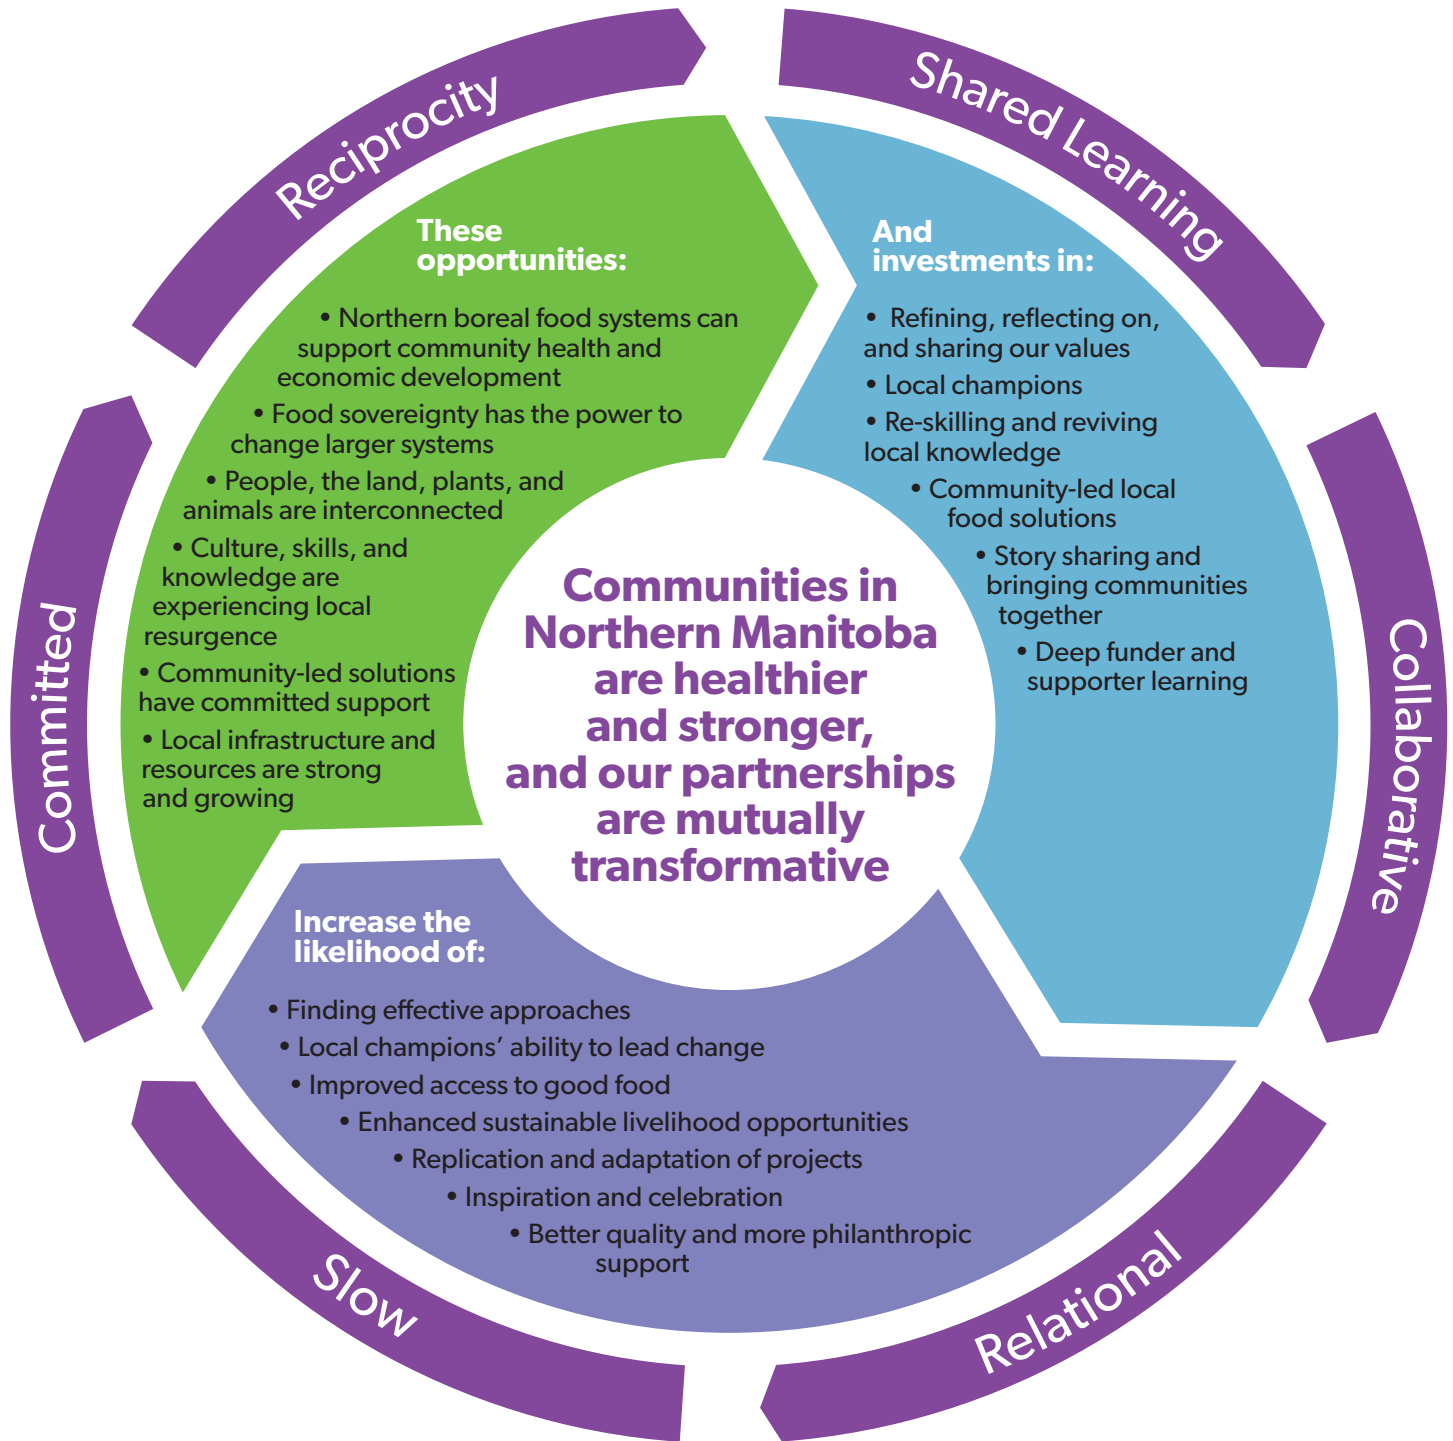 Reciprocity
Shared Learning
Collaborative
Relational
Slow
Committed
These
opportunities:
• Northern boreal food systems can
support community health and
economic development
• Food sovereignty has the power to
change larger systems
• People, the land, plants, and
animals are interconnected
• Culture, skills, and
knowledge are
experiencing local
resurgence
• Community-led solutions
have committed support
• Local infrastructure and
resources are strong
and growing
And
investments in:
• Refining, reflecting on,
and sharing our values
• Local champions
• Re-skilling and reviving
local knowledge
• Community-led local
food solutions
• Story sharing and
bringing communities
together
• Deep funder and
supporter learning
Increase the
likelihood of:
• Finding effective approaches
• Local champions’ ability to lead change
• Improved access to good food
• Enhanced sustainable livelihood opportunities
• Replication and adaptation of projects
• Inspiration and celebration
• Better quality and more philanthropic
support
Communities in
Northern Manitoba
are healthier
and stronger,
and our partnerships
are mutually
transformative